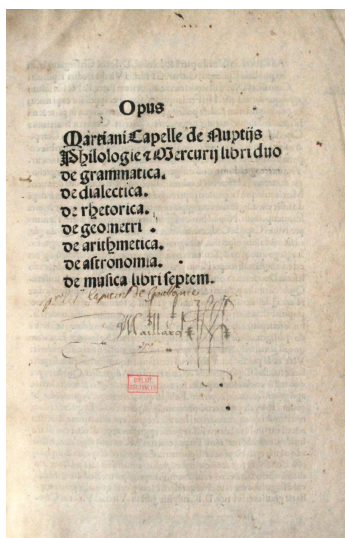 Opus
Martiani Capelle de Nuptijs
Philologie ⁊ Mercurij libri duo
de grammatica.
de dialectica.
de rhetorica.
de geometri .
de arithmetica.
de astronomia.
de musica libri septem.
Maillard